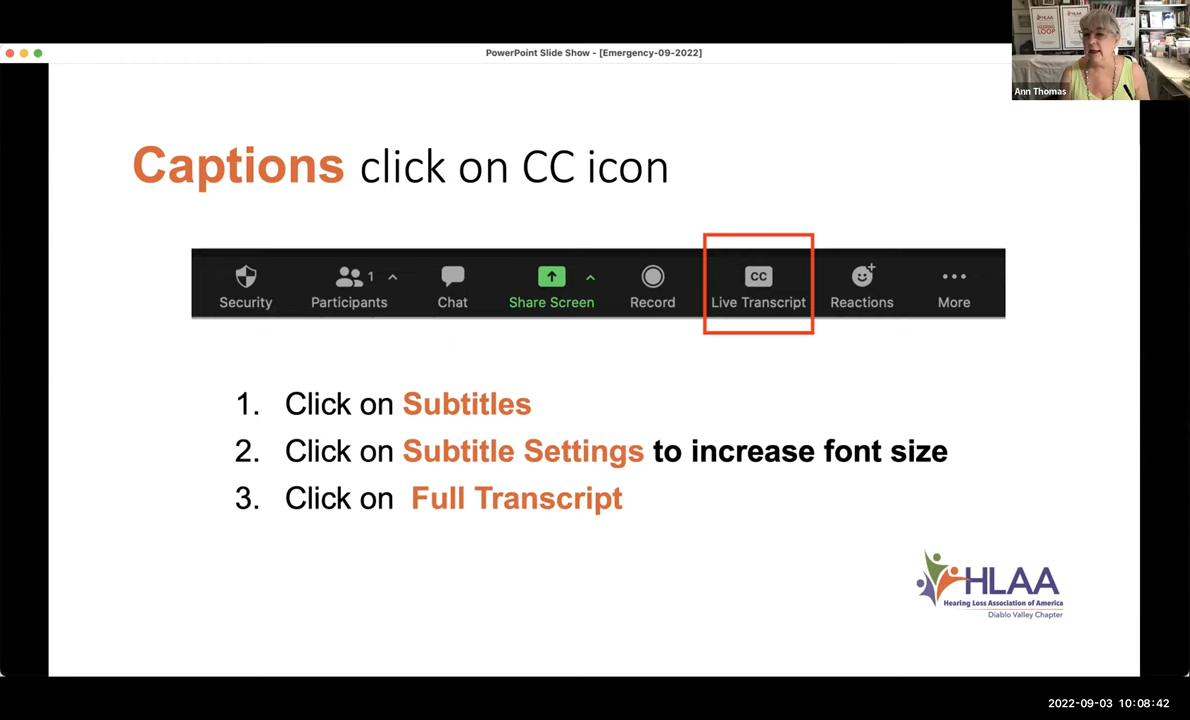 PowerPoint Slide Show - [Emergency-09-2022]
HEARING
LOOP
Ann Thomas
Captions click on CC icon
1
CC
Security
Participants
Chat
Share Screen
Record
Live Transcript
Reactions
More
1. Click on Subtitles
2. Click on Subtitle Settings to increase font size
3. Click on Full Transcript
HLAA
Hearing Loss Association of America
Diablo Valley Chapter
2022-09-03 10:08:42